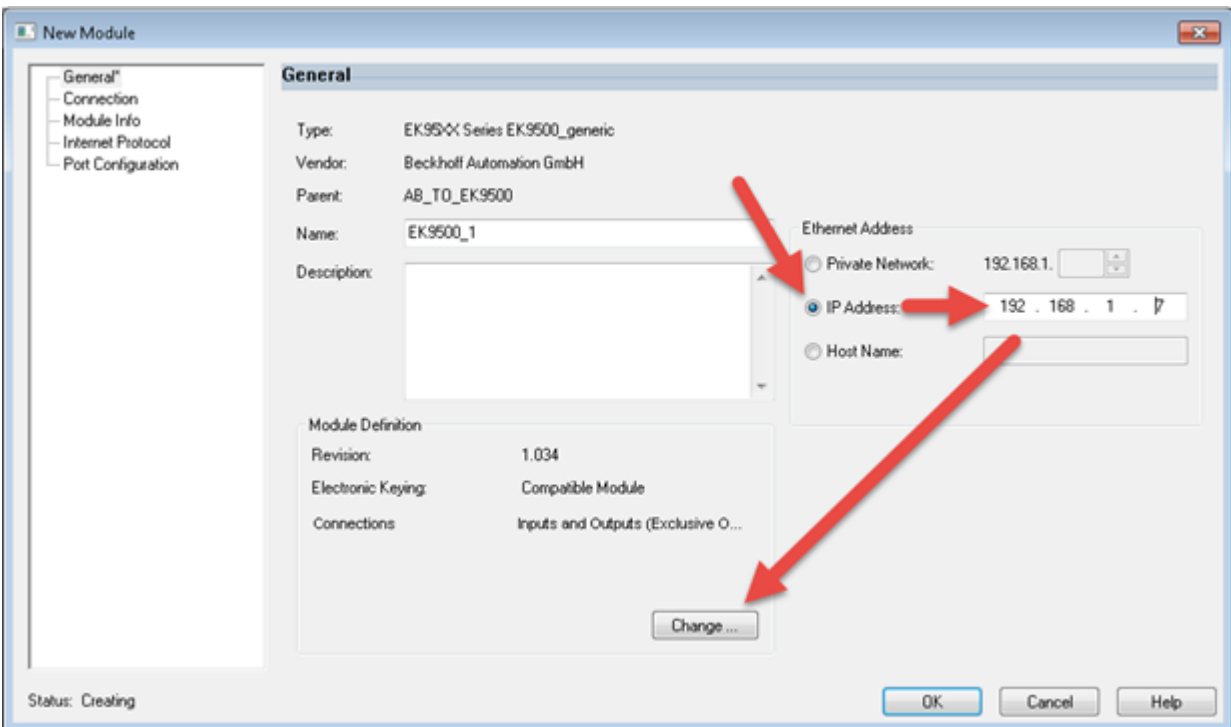 New Module
General*
Connection
Module Info
Internet Protocol
Port Configuration
General
Type: EK95XX Series EK9500_generic
Vendor: Beckhoff Automation GmbH
Parent: AB_TO_EK9500
Name: EK9500_1
Description:
Ethernet Address
Private Network: 192.168.1.
IP Address: 192 . 168 . 1 . 7
Host Name:
Module Definition
Revision: 1.034
Electronic Keying: Compatible Module
Connections Inputs and Outputs (Exclusive O...
Change ...
Status: Creating
OK Cancel Help